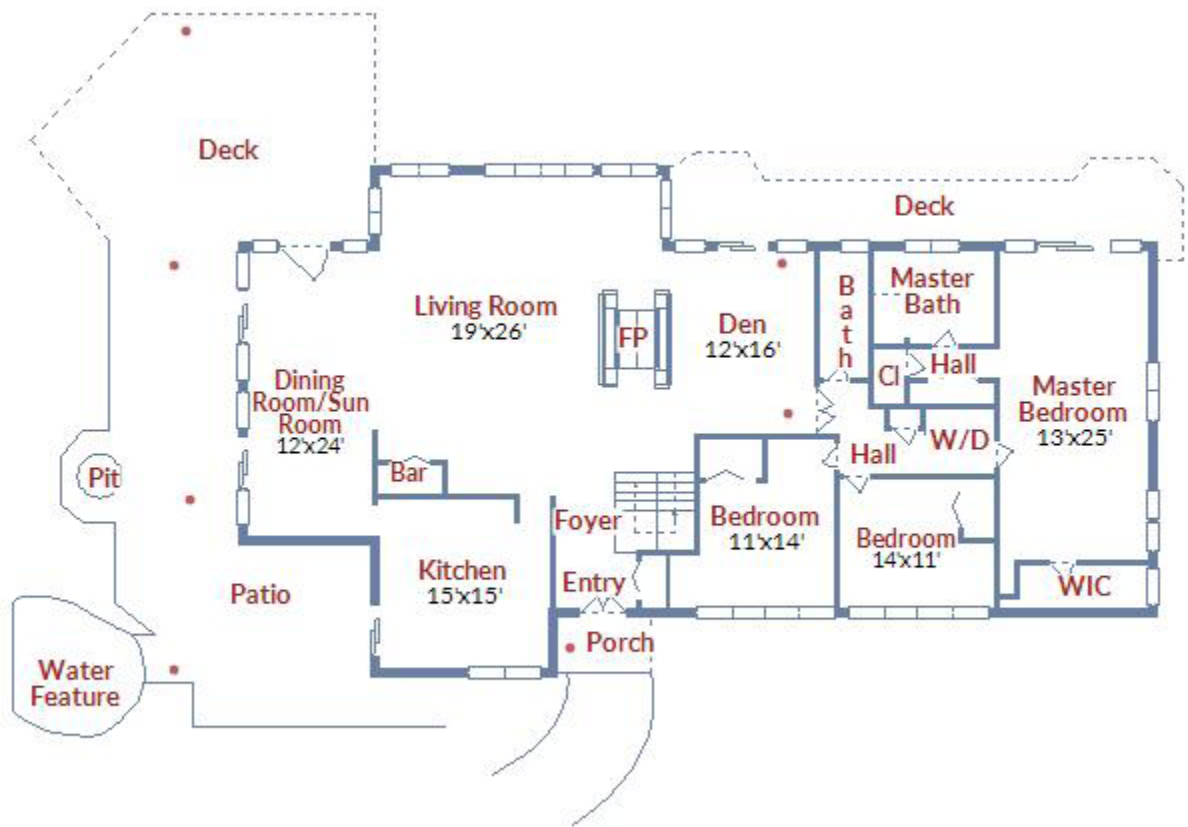 Deck
Deck
Living Room
19'x26'
FP
Den
12'x16'
B
a
t
h
Master
Bath
Cl
Hall
Master
Bedroom
13'x25'
Dining
Room/Sun
Room
12'x24'
Bar
Hall
W/D
Pit
Foyer
Bedroom
11'x14'
Bedroom
14'x11'
Kitchen
15'x15'
Entry
WIC
Patio
Porch
Water
Feature